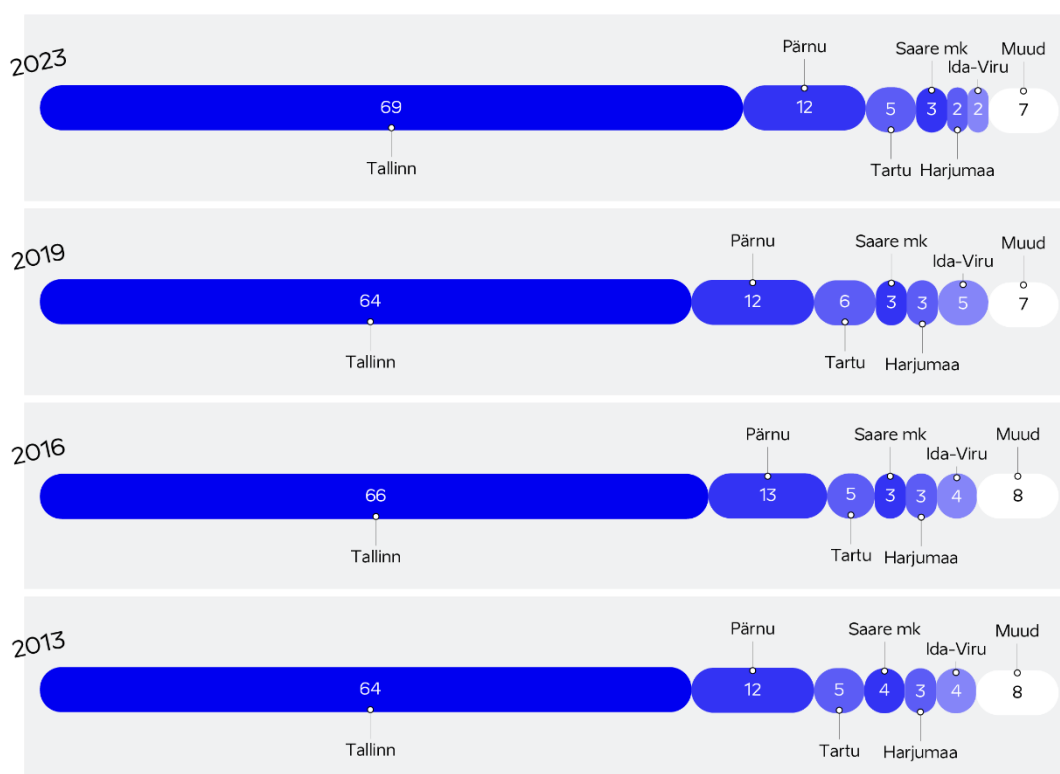 2023
Pärnu
Saare mk
Muud
Ida-Viru
69
12
5
3
2
2
7
Tallinn
Tartu
Harjumaa
2019
Pärnu
Saare mk
Muud
Ida-Viru
64
12
6
3
3
5
7
Tallinn
Tartu
Harjumaa
2016
Pärnu
Saare mk
Muud
Ida-Viru
66
13
5
3
3
4
8
Tallinn
Tartu
Harjumaa
2013
Pärnu
Saare mk
Muud
Ida-Viru
64
12
5
4
3
4
8
Tallinn
Tartu
Harjumaa